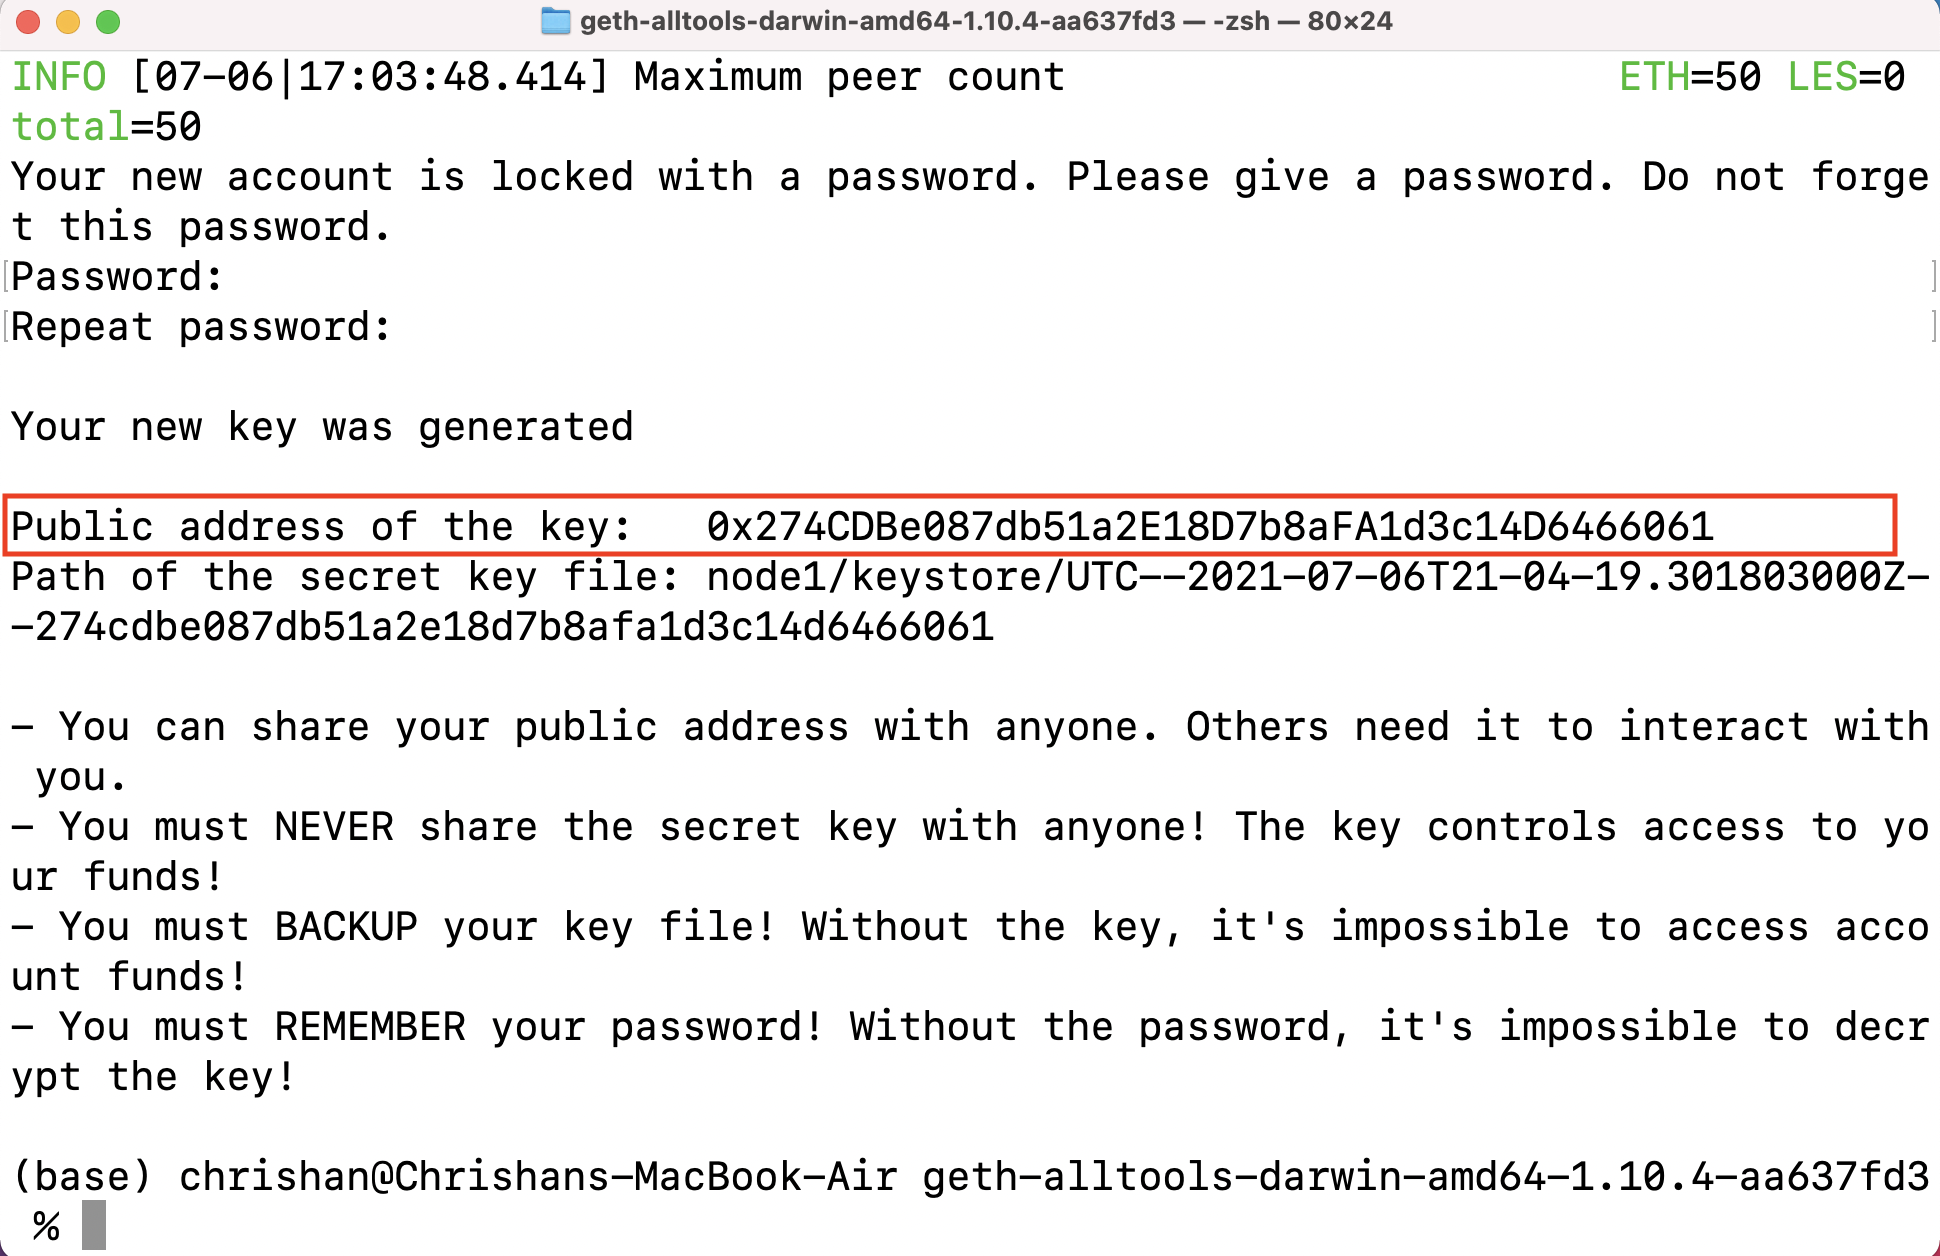 geth-alltools-darwin-amd64-1.10.4-aa637fd3 — -zsh — 80×24
INFO [07-06|17:03:48.414] Maximum peer count ETH=50 LES=0
total=50
Your new account is locked with a password. Please give a password. Do not forge
t this password.
[Password: ]
[Repeat password: ]
Your new key was generated
Public address of the key: 0x274CDBe087db51a2E18D7b8aFA1d3c14D6466061
Path of the secret key file: node1/keystore/UTC--2021-07-06T21-04-19.301803000Z-
-274cdbe087db51a2e18d7b8afa1d3c14d6466061
- You can share your public address with anyone. Others need it to interact with
you.
- You must NEVER share the secret key with anyone! The key controls access to yo
ur funds!
- You must BACKUP your key file! Without the key, it's impossible to access acco
unt funds!
- You must REMEMBER your password! Without the password, it's impossible to decr
ypt the key!
(base) chrishan@Chrishans-MacBook-Air geth-alltools-darwin-amd64-1.10.4-aa637fd3
%